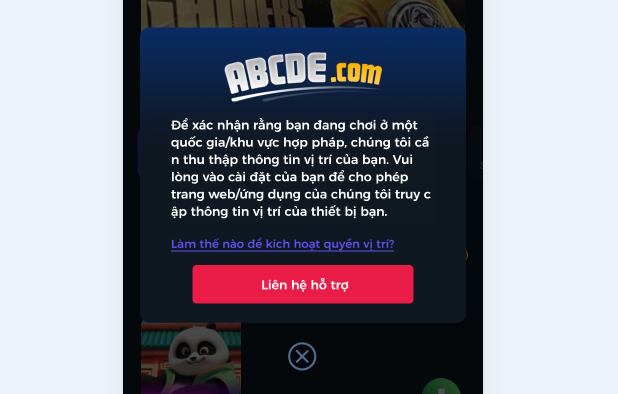 ABCDE.com
Để xác nhận rằng bạn đang chơi ở một
quốc gia/khu vực hợp pháp, chúng tôi cầ
n thu thập thông tin vị trí của bạn. Vui
lòng vào cài đặt của bạn để cho phép
trang web/ứng dụng của chúng tôi truy c
ập thông tin vị trí của thiết bị bạn.
Làm thế nào để kích hoạt quyền vị trí?
Liên hệ hỗ trợ